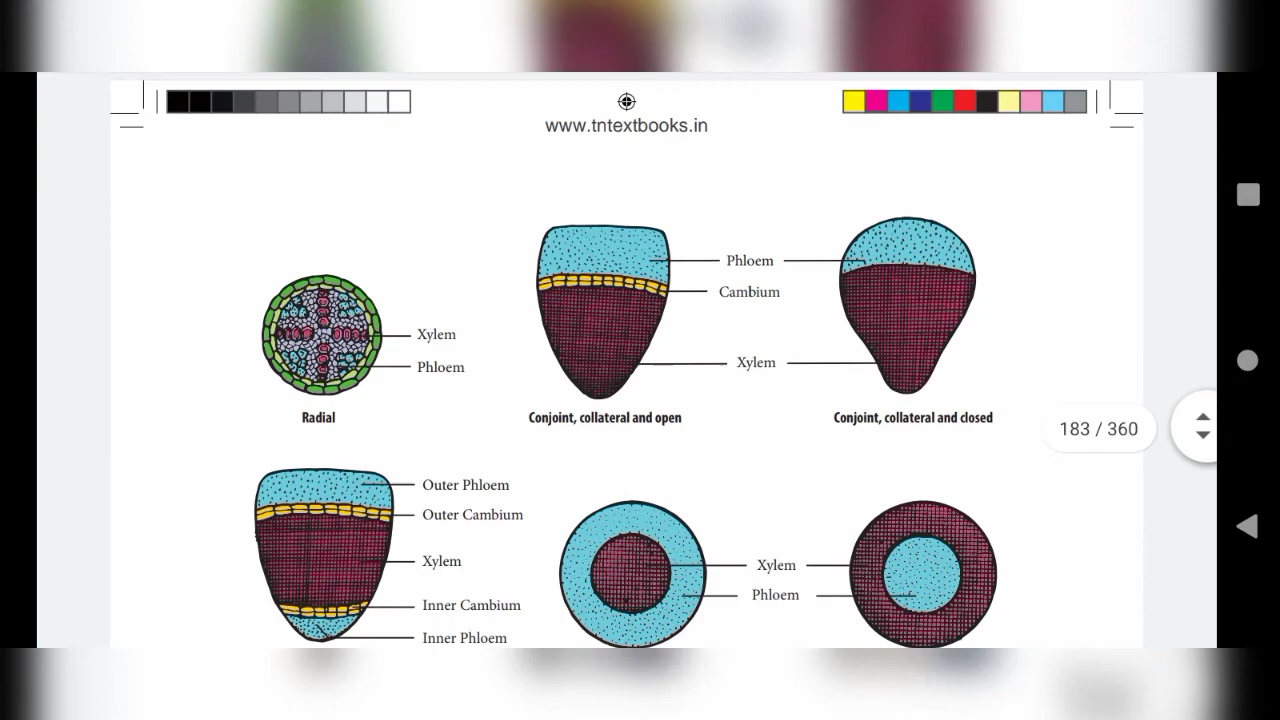 www.tntextbooks.in
Phloem
Cambium
Xylem
Xylem
Phloem
Radial
Conjoint, collateral and open
Conjoint, collateral and closed
183 / 360
Outer Phloem
Outer Cambium
Xylem
Inner Cambium
Inner Phloem
Xylem
Phloem